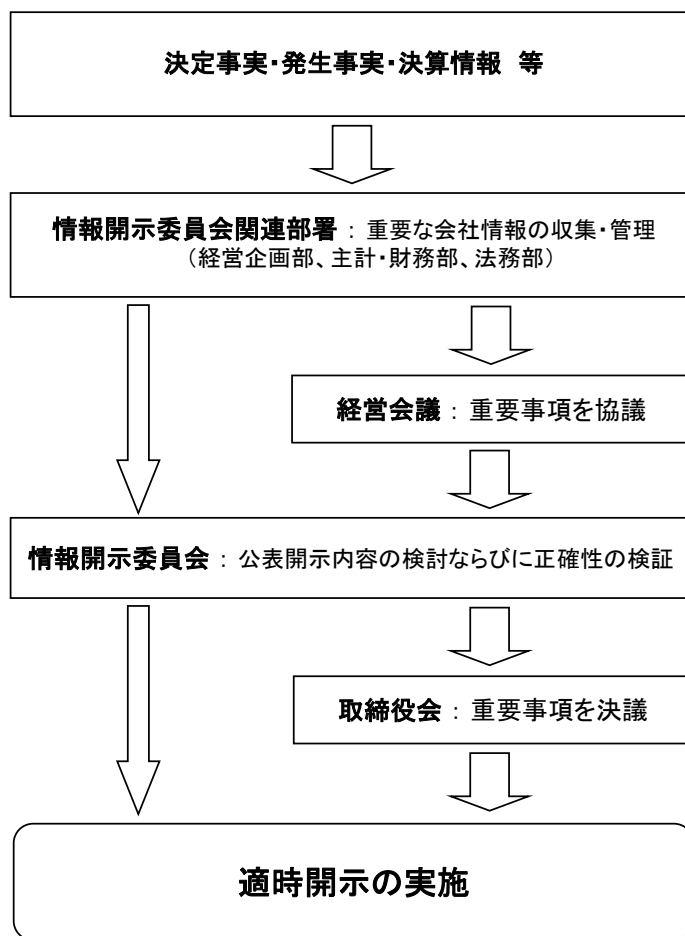 決定事実・発生事実・決算情報 等
情報開示委員会関連部署 ： 重要な会社情報の収集・管理
（経営企画部、主計・財務部、法務部）
経営会議 ： 重要事項を協議
情報開示委員会 ： 公表開示内容の検討ならびに正確性の検証
取締役会 ： 重要事項を決議
適時開示の実施